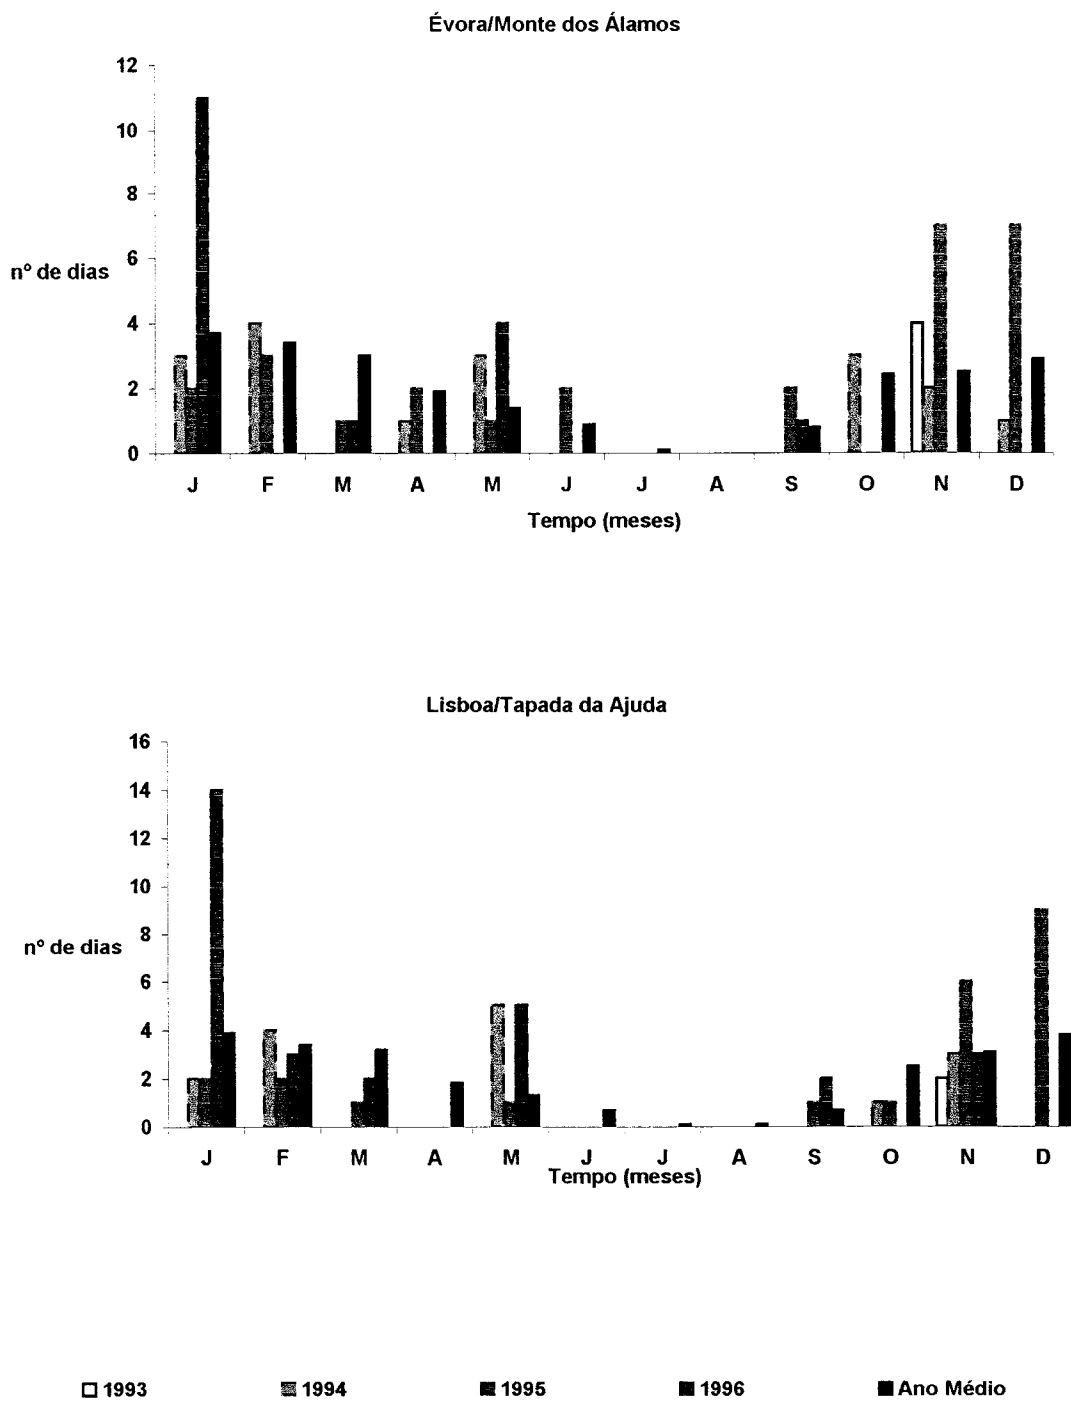 Évora/Monte dos Álamos
12
10
8
6
nº de dias
4
2
0
J F M A M J J A S O N D
Tempo (meses)
Lisboa/Tapada da Ajuda
16
14
12
10
8
nº de dias
6
4
2
0
J F M A M J J A S O N D
Tempo (meses)
1993 1994 1995 1996 Ano Médio